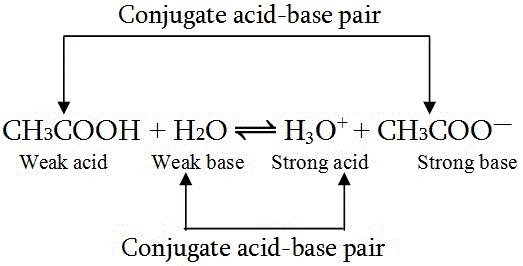 Conjugate acid-base pair
CH3COOH + H2O ⇌ H₃O⁺ + CH3COO⁻
Weak acid Weak base Strong acid Strong base
Conjugate acid-base pair